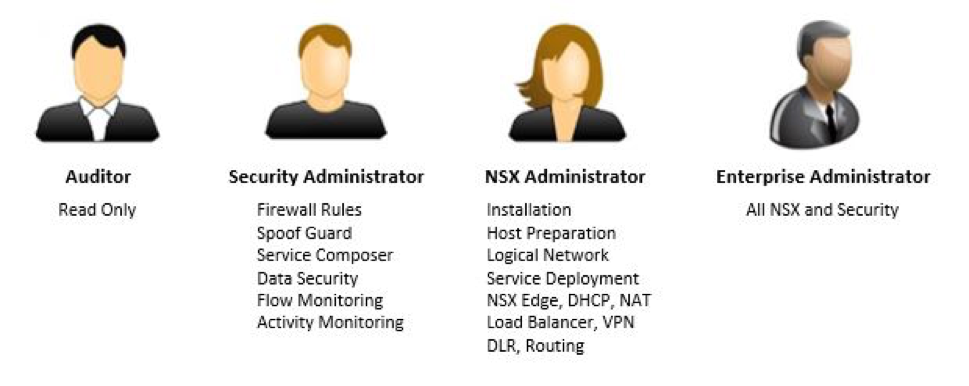 Auditor
Read Only
Security Administrator
Firewall Rules
Spoof Guard
Service Composer
Data Security
Flow Monitoring
Activity Monitoring
NSX Administrator
Installation
Host Preparation
Logical Network
Service Deployment
NSX Edge, DHCP, NAT
Load Balancer, VPN
DLR, Routing
Enterprise Administrator
All NSX and Security